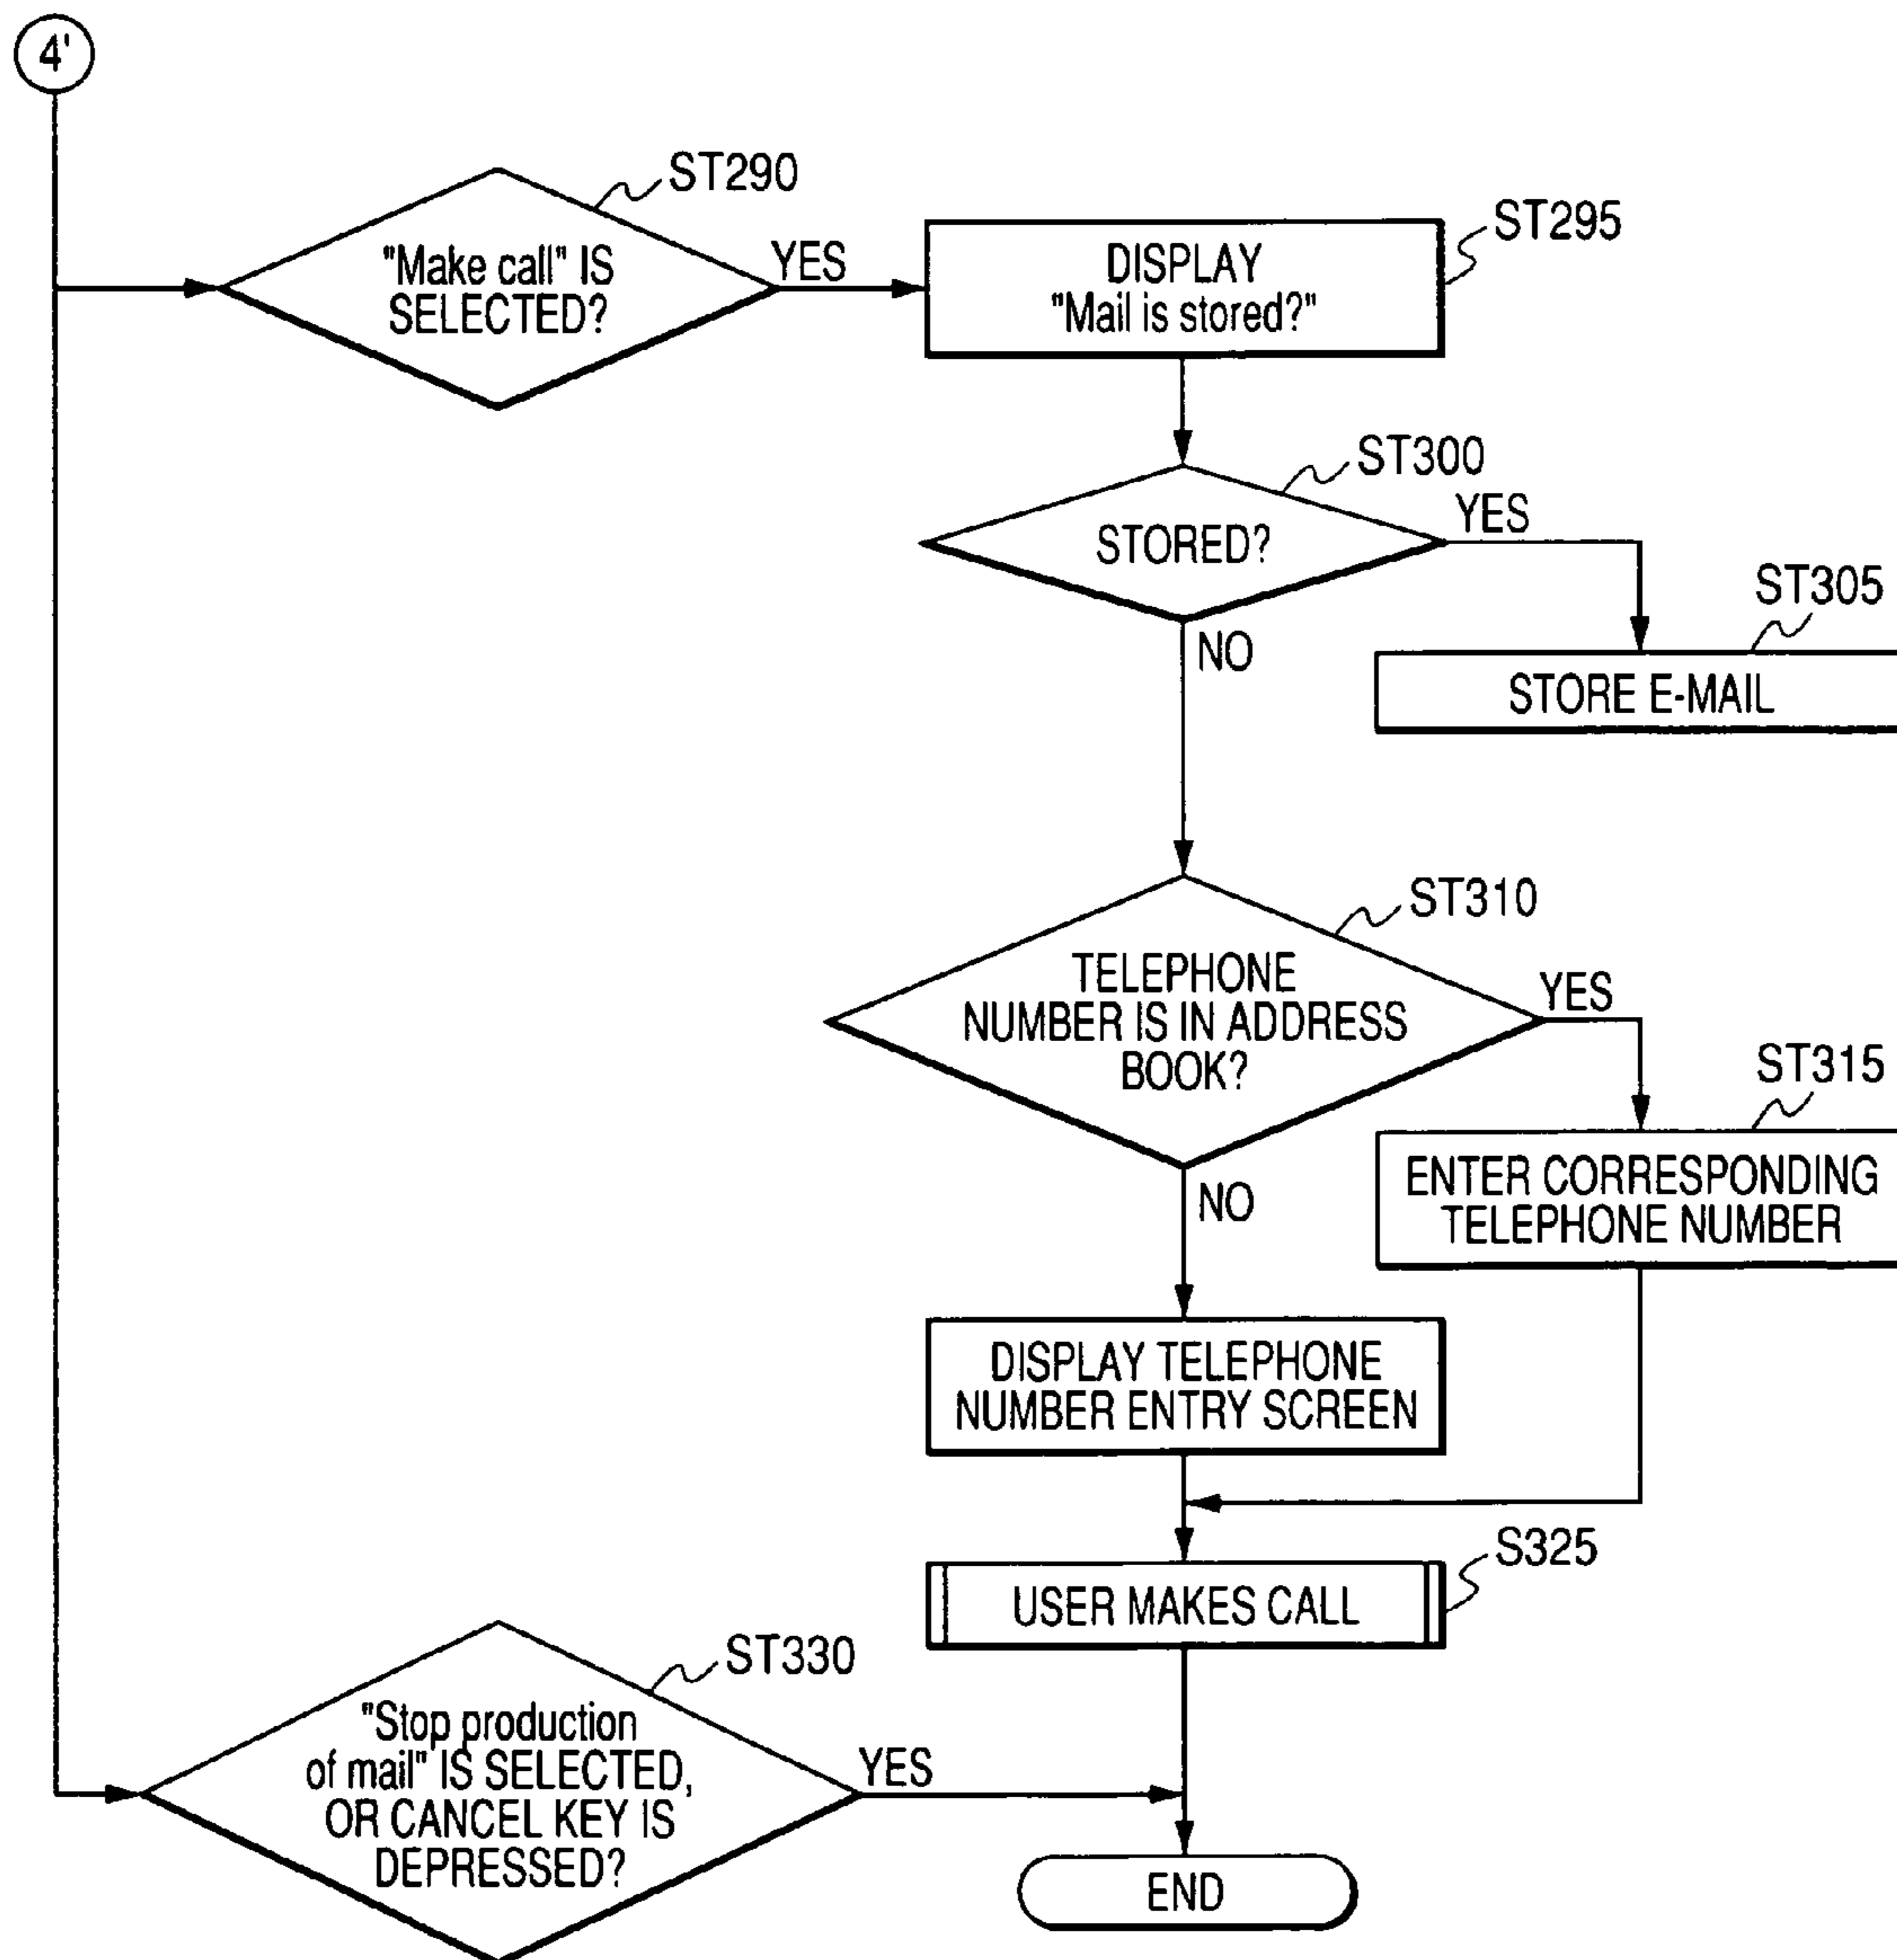 4'
ST290
"Make call" IS
SELECTED?
YES
DISPLAY
"Mail is stored?"
ST295
ST300
STORED?
YES
NO
ST305
STORE E-MAIL
ST310
TELEPHONE
NUMBER IS IN ADDRESS
BOOK?
YES
NO
ST315
ENTER CORRESPONDING
TELEPHONE NUMBER
DISPLAY TELEPHONE
NUMBER ENTRY SCREEN
S325
USER MAKES CALL
ST330
"Stop production
of mail" IS SELECTED,
OR CANCEL KEY IS
DEPRESSED?
YES
END